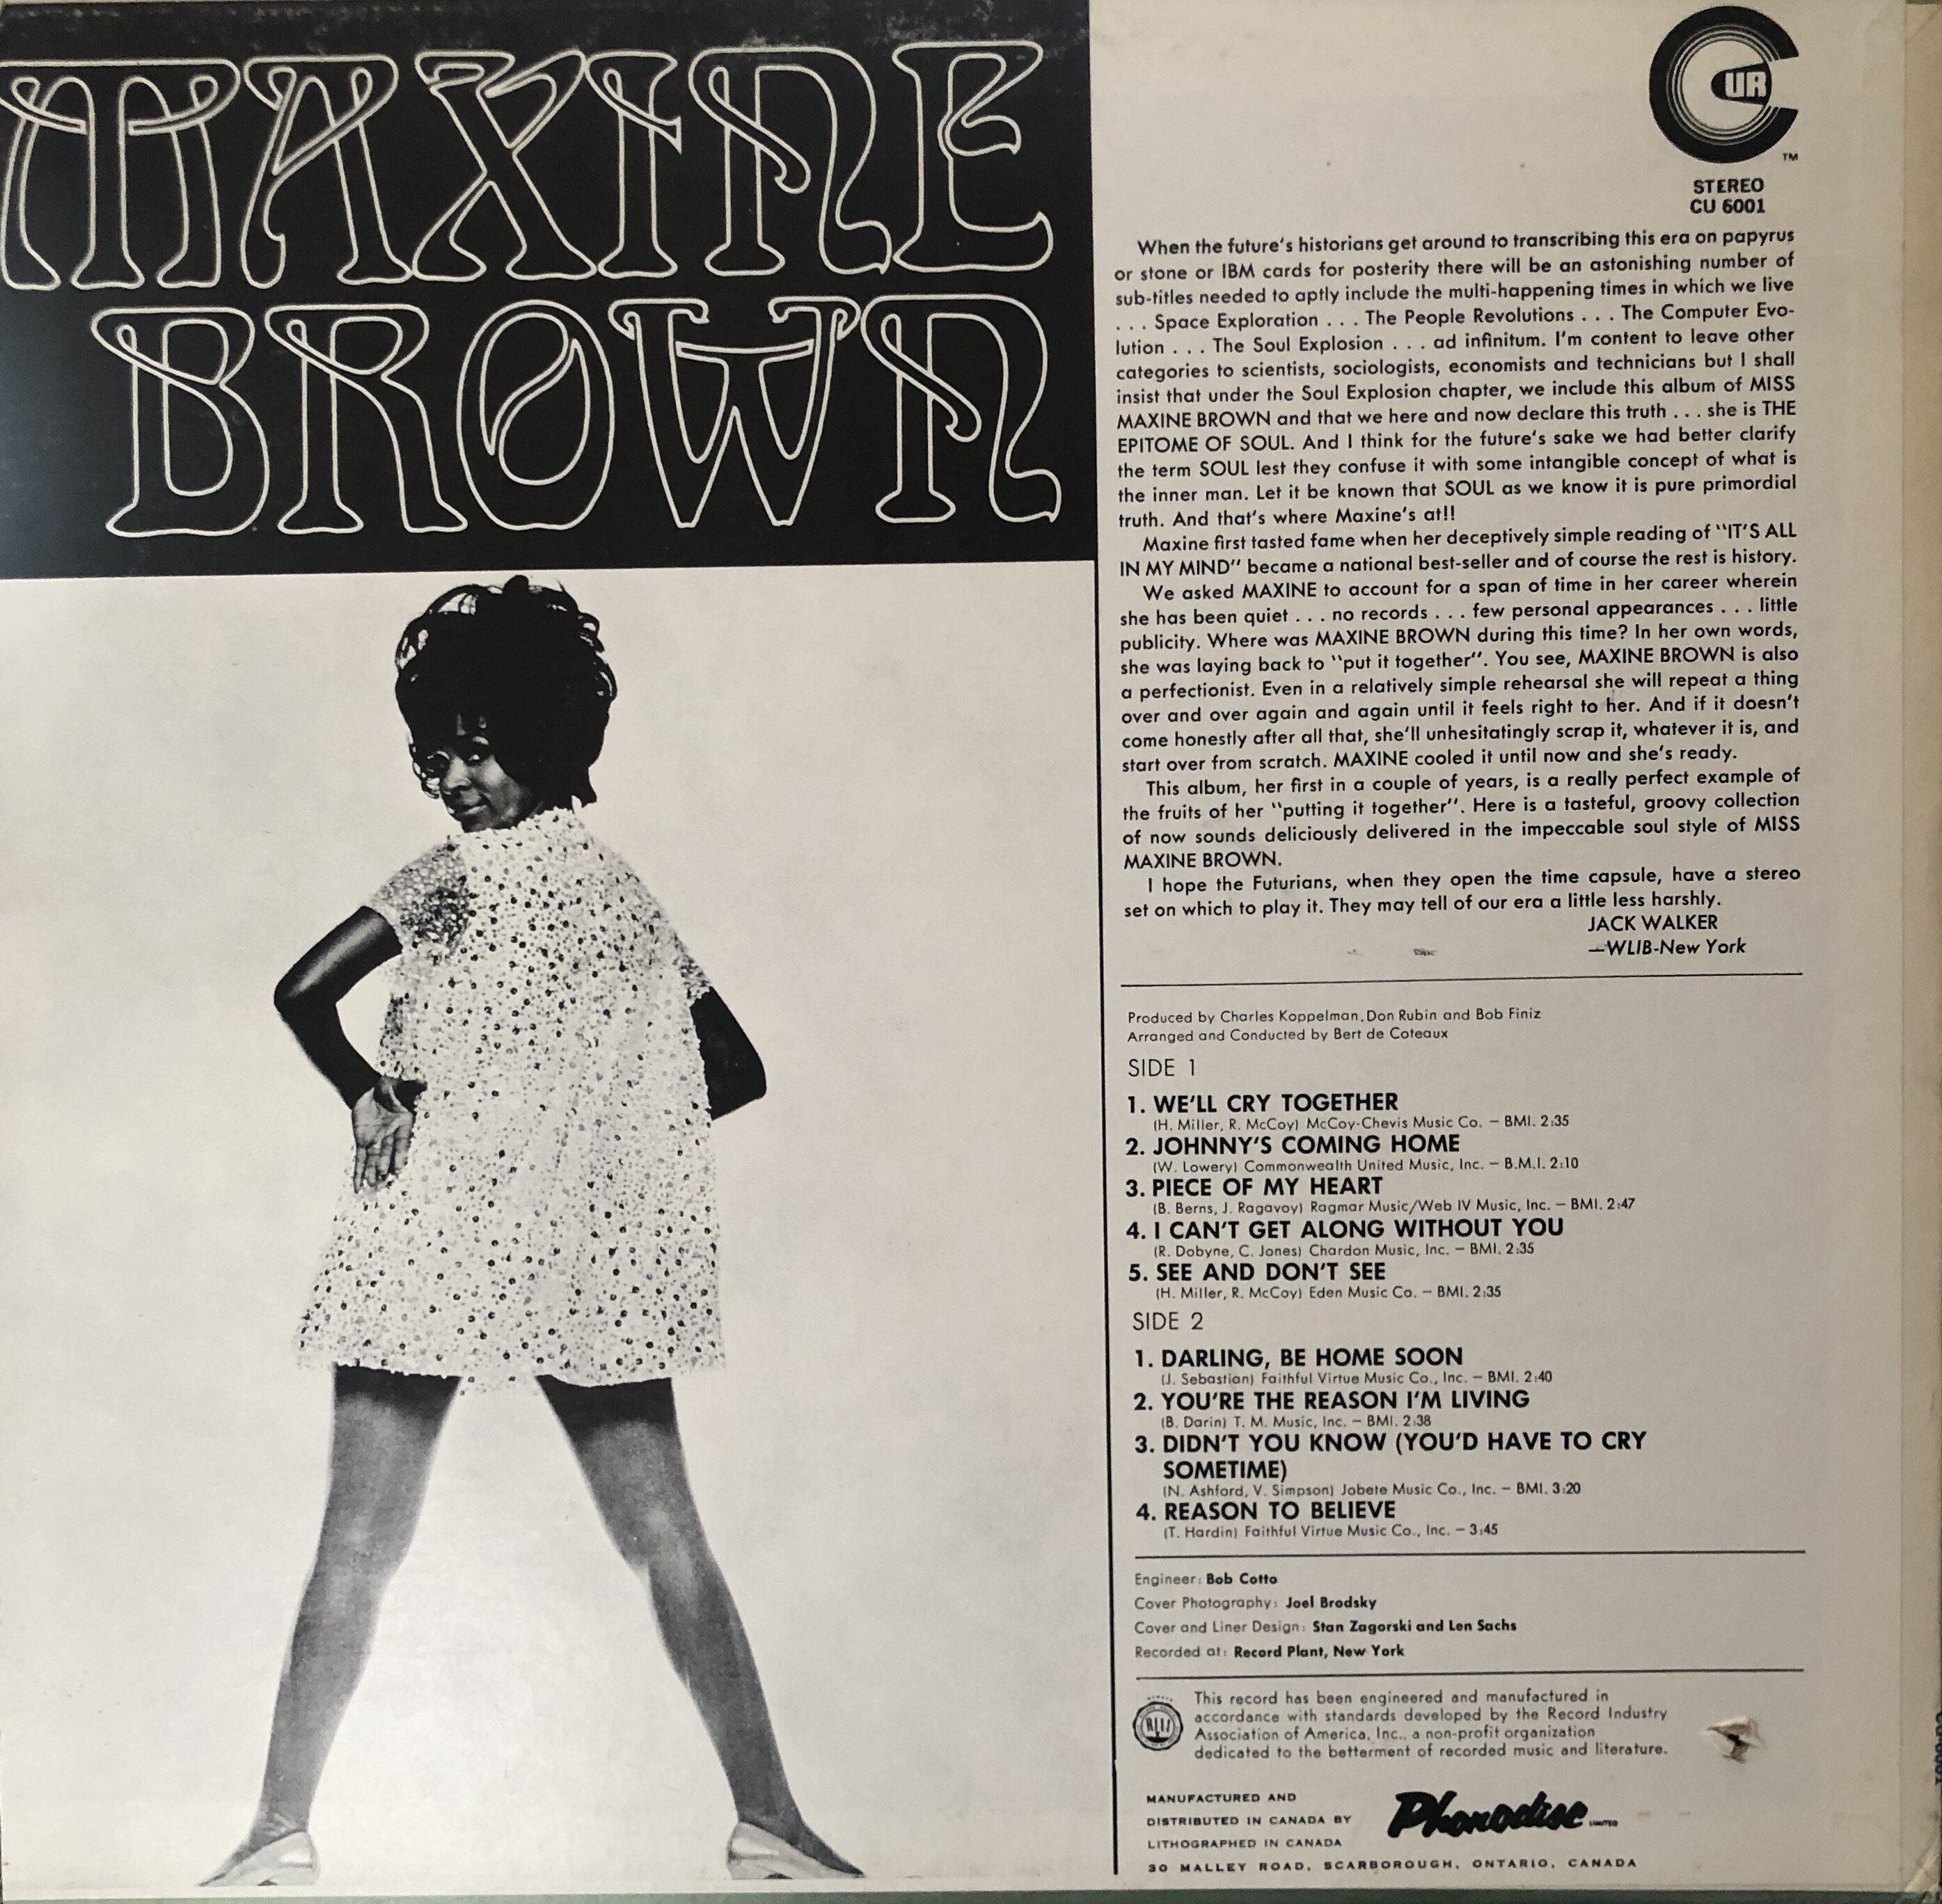 MAXINE
BROWN
CUR
TM
STEREO
CU 6001
When the future's historians get around to transcribing this era on papyrus
or stone or IBM cards for posterity there will be an astonishing number of
sub-titles needed to aptly include the multi-happening times in which we live
. . . Space Exploration . . . The People Revolutions . . . The Computer Evo-
lution . . . The Soul Explosion . . . ad infinitum. I'm content to leave other
categories to scientists, sociologists, economists and technicians but I shall
insist that under the Soul Explosion chapter, we include this album of MISS
MAXINE BROWN and that we here and now declare this truth . . . she is THE
EPITOME OF SOUL. And I think for the future's sake we had better clarify
the term SOUL lest they confuse it with some intangible concept of what is
the inner man. Let it be known that SOUL as we know it is pure primordial
truth. And that's where Maxine's at!!
Maxine first tasted fame when her deceptively simple reading of "IT'S ALL
IN MY MIND" became a national best-seller and of course the rest is history.
We asked MAXINE to account for a span of time in her career wherein
she has been quiet . . . no records . . . few personal appearances . . . little
publicity. Where was MAXINE BROWN during this time? In her own words,
she was laying back to "put it together". You see, MAXINE BROWN is also
a perfectionist. Even in a relatively simple rehearsal she will repeat a thing
over and over again and again until it feels right to her. And if it doesn't
come honestly after all that, she'll unhesitatingly scrap it, whatever it is, and
start over from scratch. MAXINE cooled it until now and she's ready.
This album, her first in a couple of years, is a really perfect example of
the fruits of her "putting it together". Here is a tasteful, groovy collection
of now sounds deliciously delivered in the impeccable soul style of MISS
MAXINE BROWN.
I hope the Futurians, when they open the time capsule, have a stereo
set on which to play it. They may tell of our era a little less harshly.
JACK WALKER
—WLIB-New York
Produced by Charles Koppelman, Don Rubin and Bob Finiz
Arranged and Conducted by Bert de Coteaux
SIDE 1
1. WE'LL CRY TOGETHER
(H. Miller, R. McCoy) McCoy-Chevis Music Co. – BMI. 2:35
2. JOHNNY'S COMING HOME
(W. Lowery) Commonwealth United Music, Inc. – B.M.I. 2:10
3. PIECE OF MY HEART
(B. Berns, J. Ragavoy) Ragmar Music/Web IV Music, Inc. – BMI. 2:47
4. I CAN'T GET ALONG WITHOUT YOU
(R. Dobyne, C. Jones) Chardon Music, Inc. – BMI. 2:35
5. SEE AND DON'T SEE
(H. Miller, R. McCoy) Eden Music Co. – BMI. 2:35
SIDE 2
1. DARLING, BE HOME SOON
(J. Sebastian) Faithful Virtue Music Co., Inc. – BMI. 2:40
2. YOU'RE THE REASON I'M LIVING
(B. Darin) T. M. Music, Inc. – BMI. 2:38
3. DIDN'T YOU KNOW (YOU'D HAVE TO CRY
SOMETIME)
(N. Ashford, V. Simpson) Jobete Music Co., Inc. – BMI. 3:20
4. REASON TO BELIEVE
(T. Hardin) Faithful Virtue Music Co., Inc. – 3:45
Engineer: Bob Cotto
Cover Photography: Joel Brodsky
Cover and Liner Design: Stan Zagorski and Len Sachs
Recorded at: Record Plant, New York
This record has been engineered and manufactured in
accordance with standards developed by the Record Industry
Association of America, Inc., a non-profit organization
dedicated to the betterment of recorded music and literature.
MANUFACTURED AND
DISTRIBUTED IN CANADA BY
LITHOGRAPHED IN CANADA
Phonodisc LIMITED
30 MALLEY ROAD, SCARBOROUGH, ONTARIO, CANADA